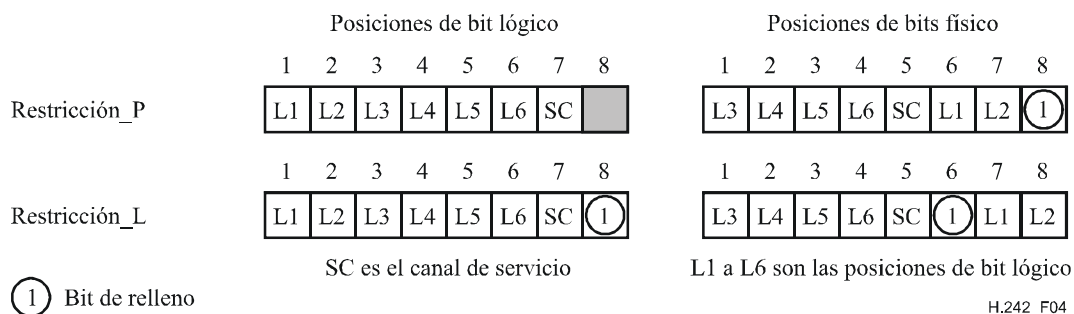 Posiciones de bit lógico Posiciones de bits físico
1 2 3 4 5 6 7 8 1 2 3 4 5 6 7 8
Restricción_P L1 L2 L3 L4 L5 L6 SC L3 L4 L5 L6 SC L1 L2 1
1 2 3 4 5 6 7 8 1 2 3 4 5 6 7 8
Restricción_L L1 L2 L3 L4 L5 L6 SC 1 L3 L4 L5 L6 SC 1 L1 L2
SC es el canal de servicio L1 a L6 son las posiciones de bit lógico
1 Bit de relleno
H.242_F04